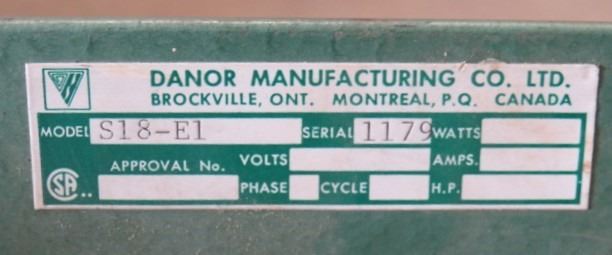 DANOR MANUFACTURING CO. LTD.
BROCKVILLE, ONT. MONTREAL, P.Q. CANADA
MODEL S18-E1 SERIAL 1179 WATTS
APPROVAL No. VOLTS AMPS.
SA .. PHASE CYCLE H.P.